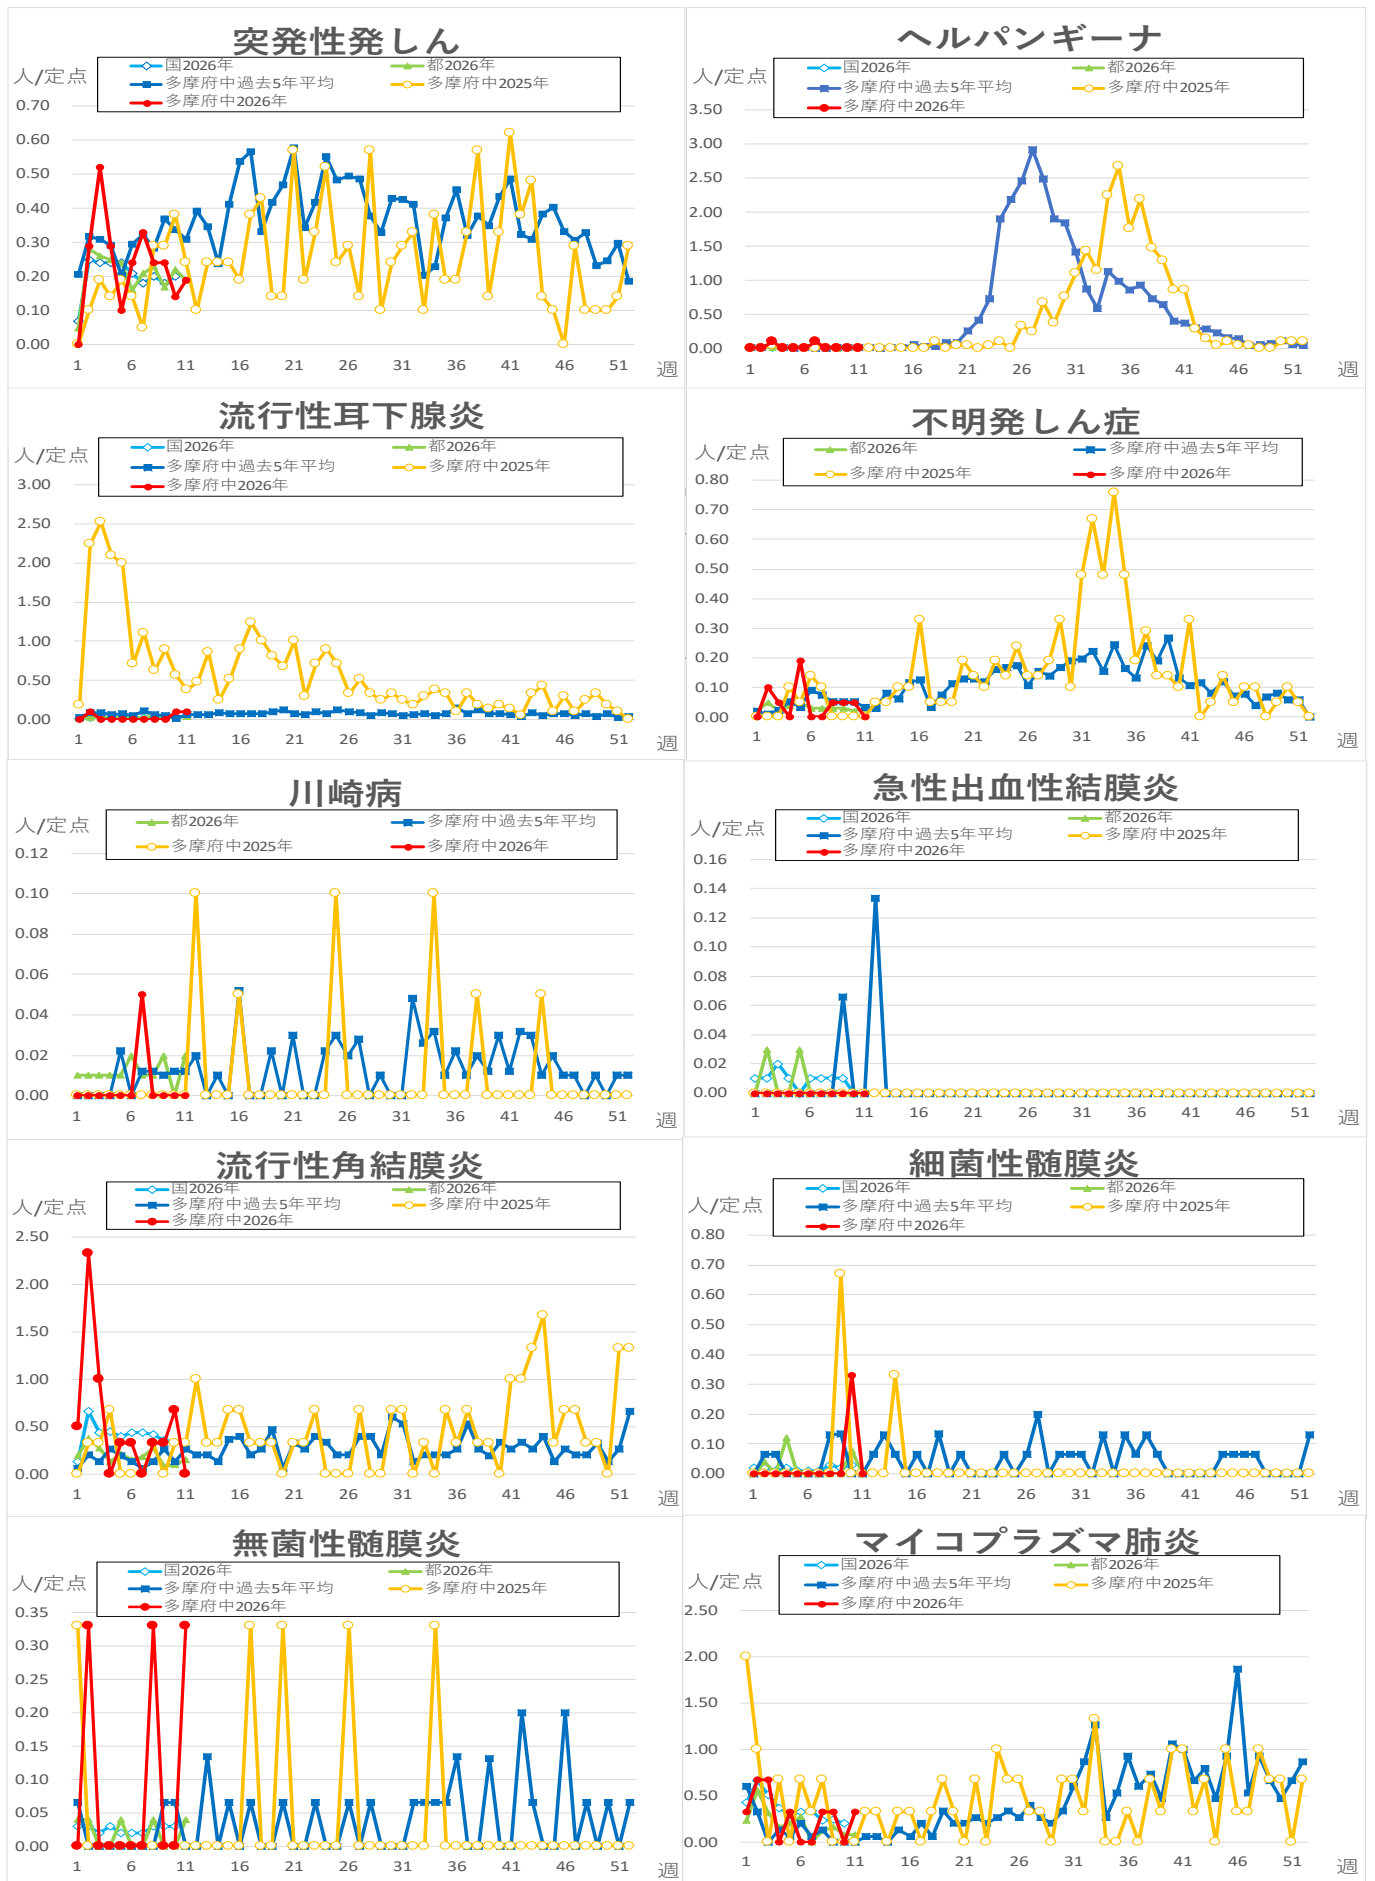 突発性発しん
人/定点
国2026年 都2026年
多摩府中過去5年平均 多摩府中2025年
多摩府中2026年
0.70
0.60
0.50
0.40
0.30
0.20
0.10
0.00
1 6 11 16 21 26 31 36 41 46 51 週
ヘルパンギーナ
人/定点
国2026年 都2026年
多摩府中過去5年平均 多摩府中2025年
多摩府中2026年
3.50
3.00
2.50
2.00
1.50
1.00
0.50
0.00
1 6 11 16 21 26 31 36 41 46 51 週
流行性耳下腺炎
人/定点
国2026年 都2026年
多摩府中過去5年平均 多摩府中2025年
多摩府中2026年
3.00
2.50
2.00
1.50
1.00
0.50
0.00
1 6 11 16 21 26 31 36 41 46 51 週
不明発しん症
人/定点
都2026年 多摩府中過去5年平均
多摩府中2025年 多摩府中2026年
0.80
0.70
0.60
0.50
0.40
0.30
0.20
0.10
0.00
1 6 11 16 21 26 31 36 41 46 51 週
川崎病
人/定点
都2026年 多摩府中過去5年平均
多摩府中2025年 多摩府中2026年
0.12
0.10
0.08
0.06
0.04
0.02
0.00
1 6 11 16 21 26 31 36 41 46 51 週
急性出血性結膜炎
人/定点
国2026年 都2026年
多摩府中過去5年平均 多摩府中2025年
多摩府中2026年
0.16
0.14
0.12
0.10
0.08
0.06
0.04
0.02
0.00
1 6 11 16 21 26 31 36 41 46 51 週
流行性角結膜炎
人/定点
国2026年 都2026年
多摩府中過去5年平均 多摩府中2025年
多摩府中2026年
2.50
2.00
1.50
1.00
0.50
0.00
1 6 11 16 21 26 31 36 41 46 51 週
細菌性髄膜炎
人/定点
国2026年 都2026年
多摩府中過去5年平均 多摩府中2025年
多摩府中2026年
0.80
0.70
0.60
0.50
0.40
0.30
0.20
0.10
0.00
1 6 11 16 21 26 31 36 41 46 51 週
無菌性髄膜炎
人/定点
国2026年 都2026年
多摩府中過去5年平均 多摩府中2025年
多摩府中2026年
0.35
0.30
0.25
0.20
0.15
0.10
0.05
0.00
1 6 11 16 21 26 31 36 41 46 51 週
マイコプラズマ肺炎
人/定点
国2026年 都2026年
多摩府中過去5年平均 多摩府中2025年
多摩府中2026年
2.50
2.00
1.50
1.00
0.50
0.00
1 6 11 16 21 26 31 36 41 46 51 週